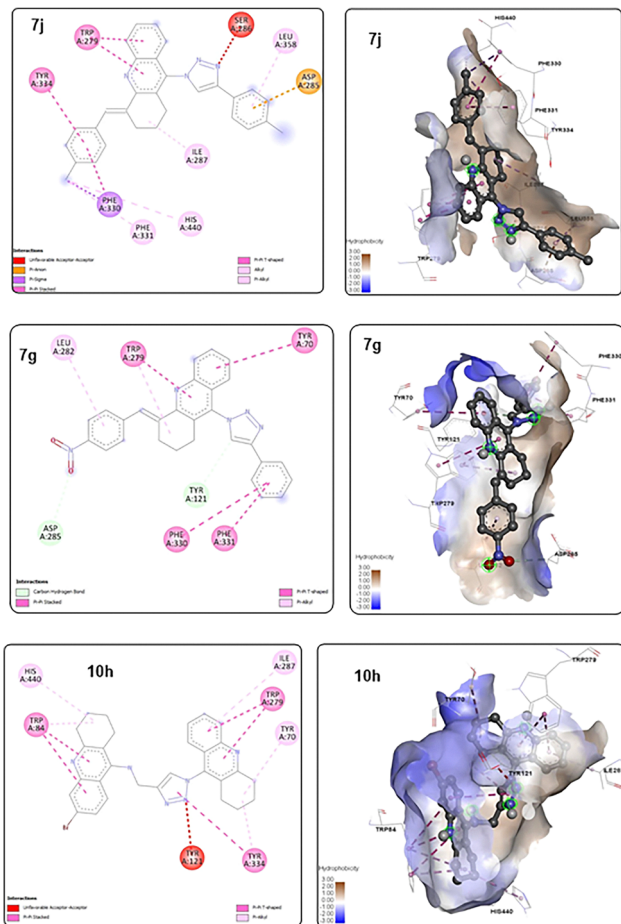 7j
SER
A:286
TRP
A:279
LEU
A:358
TYR
A:334
ASP
A:285
ILE
A:287
PHE
A:330
PHE
A:331
HIS
A:440
Interactions
Unfavorable Acceptor-Acceptor
Pi-Anion
Pi-Sigma
Pi-Pi Stacked
Pi-Pi T-shaped
Alkyl
Pi-Alkyl
7j
HIS440
PHE330
PHE331
TYR334
Hydrophobicity
3.00
2.00
1.00
0.00
-1.00
-2.00
-3.00
7g
LEU
A:282
TRP
A:279
TYR
A:70
TYR
A:121
ASP
A:285
PHE
A:330
PHE
A:331
Interactions
Carbon Hydrogen Bond
Pi-Pi Stacked
Pi-Pi T-shaped
Pi-Alkyl
7g
PHE330
PHE331
TYR70
TYR121
TRP279
ASP285
Hydrophobicity
3.00
2.00
1.00
0.00
-1.00
-2.00
-3.00
10h
HIS
A:440
ILE
A:287
TRP
A:84
TRP
A:279
TYR
A:70
TYR
A:121
TYR
A:334
Interactions
Unfavorable Acceptor-Acceptor
Pi-Pi Stacked
Pi-Pi T-shaped
Pi-Alkyl
10h
TRP279
TYR70
TYR121
TRP84
HIS440
Hydrophobicity
3.00
2.00
1.00
0.00
-1.00
-2.00
-3.00